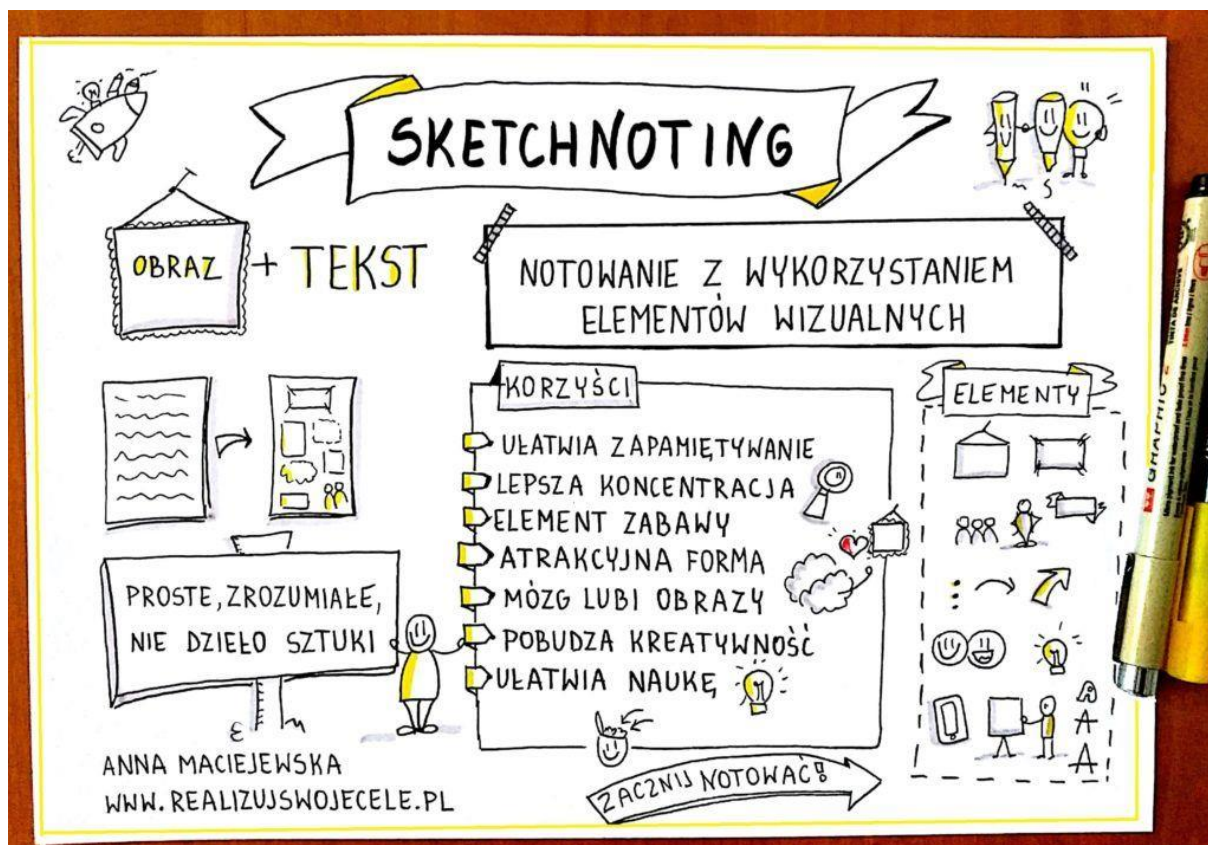 SKETCHNOTING
OBRAZ + TEKST
NOTOWANIE Z WYKORZYSTANIEM
ELEMENTÓW WIZUALNYCH
KORZYŚCI
UŁATWIA ZAPAMIĘTYWANIE
LEPSZA KONCENTRACJA
ELEMENT ZABAWY
ATRAKCYJNA FORMA
MÓZG LUBI OBRAZY
POBUDZA KREATYWNOŚĆ
UŁATWIA NAUKĘ
ELEMENTY
A
A
A
A
PROSTE, ZROZUMIAŁE,
NIE DZIEŁO SZTUKI
ANNA MACIEJEWSKA
WWW.REALIZUJSWOJECELE.PL
ZACZNIJ NOTOWAĆ!
GRAPHIC